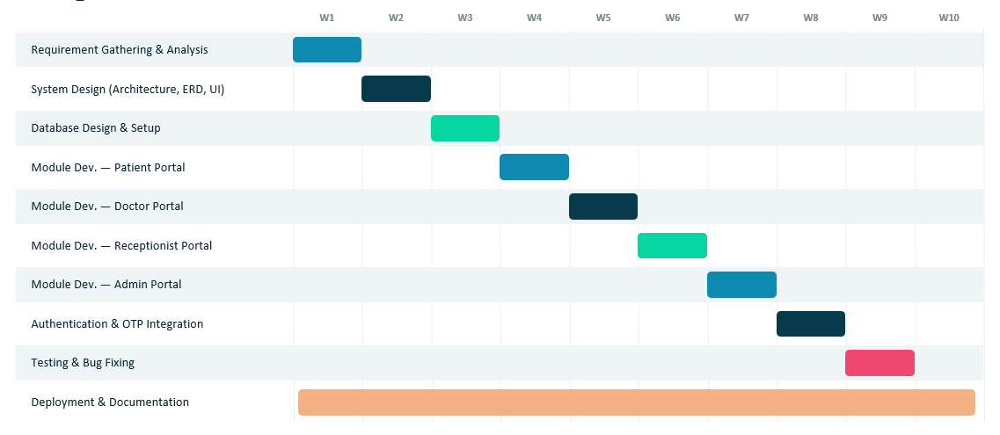 W1 W2 W3 W4 W5 W6 W7 W8 W9 W10
Requirement Gathering & Analysis
System Design (Architecture, ERD, UI)
Database Design & Setup
Module Dev. — Patient Portal
Module Dev. — Doctor Portal
Module Dev. — Receptionist Portal
Module Dev. — Admin Portal
Authentication & OTP Integration
Testing & Bug Fixing
Deployment & Documentation